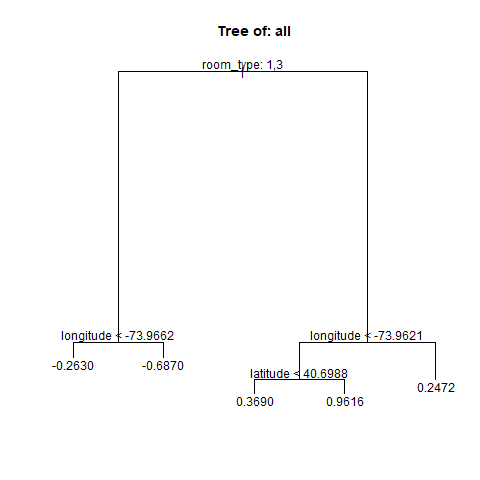 Tree of: all
room_type: 1,3
longitude < -73.9662
longitude < -73.9621
-0.2630
-0.6870
latitude < 40.6988
0.2472
0.3690
0.9616